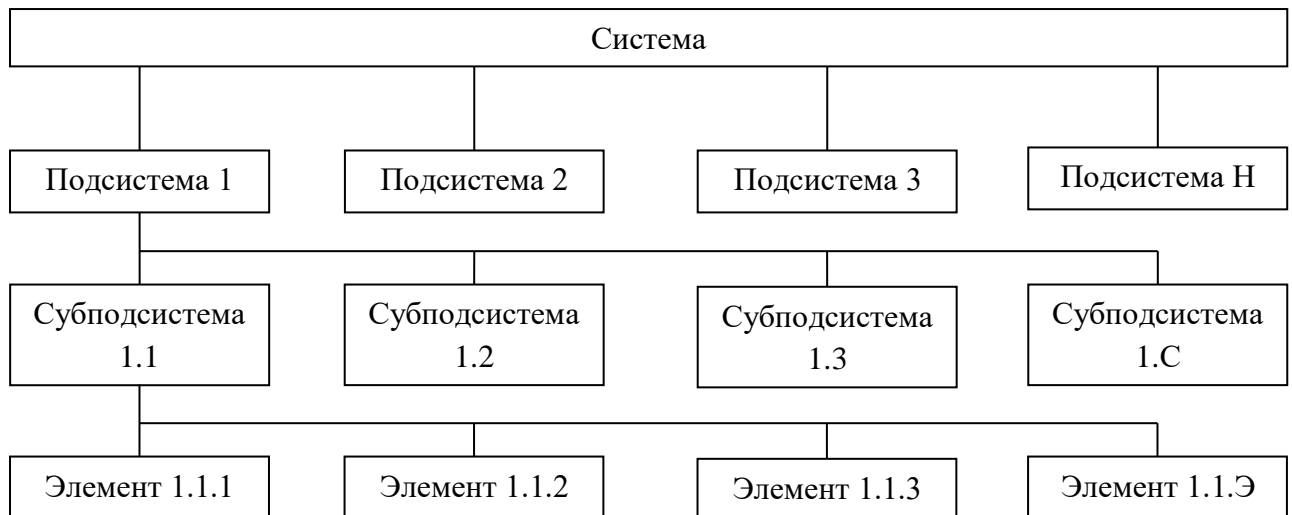 Система
Подсистема 1
Подсистема 2
Подсистема 3
Подсистема Н
Субподсистема
1.1
Субподсистема
1.2
Субподсистема
1.3
Субподсистема
1.С
Элемент 1.1.1
Элемент 1.1.2
Элемент 1.1.3
Элемент 1.1.Э